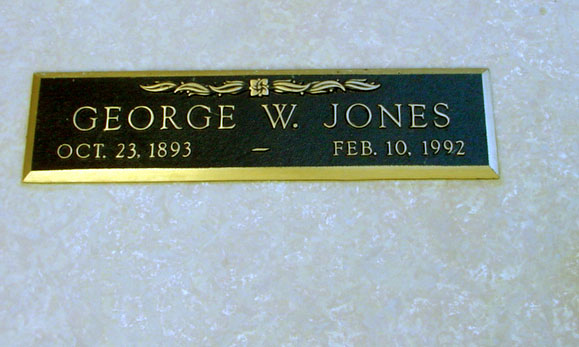 GEORGE W. JONES
OCT. 23, 1893 – FEB. 10, 1992